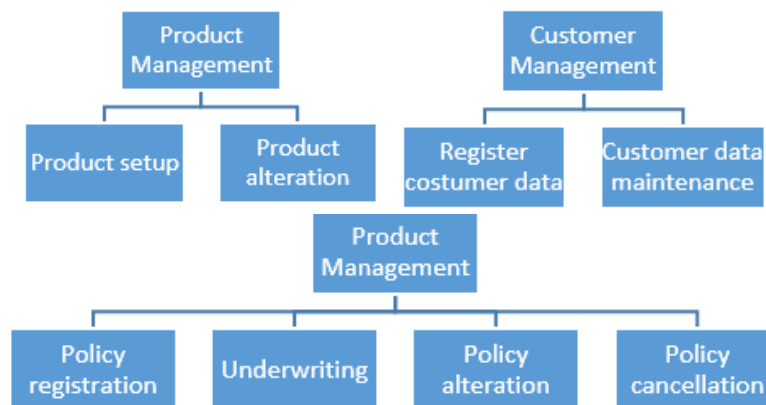 Product
Management
Customer
Management
Product setup
Product
alteration
Register
costumer data
Customer data
maintenance
Product
Management
Policy
registration
Underwriting
Policy
alteration
Policy
cancellation